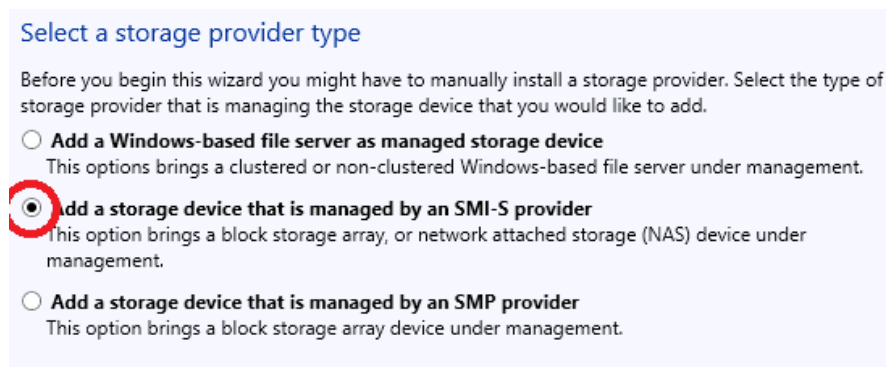 Select a storage provider type
Before you begin this wizard you might have to manually install a storage provider. Select the type of
storage provider that is managing the storage device that you would like to add.
Add a Windows-based file server as managed storage device
This options brings a clustered or non-clustered Windows-based file server under management.
Add a storage device that is managed by an SMI-S provider
This option brings a block storage array, or network attached storage (NAS) device under
management.
Add a storage device that is managed by an SMP provider
This option brings a block storage array device under management.